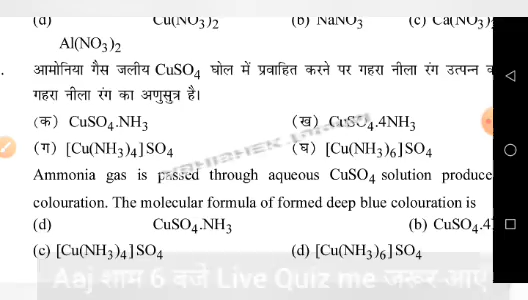 (d) Cu(NO3)2 (b) NaNO3 (c) Ca(NO3)
Al(NO3)2
. आमोनिया गैस जलीय CuSO4 घोल में प्रवाहित करने पर गहरा नीला रंग उत्पन्न
गहरा नीला रंग का अणुसुत्र है।
(क) CuSO4.NH3 (ख) CuSO4.4NH3
(ग) [Cu(NH3)4]SO4 (घ) [Cu(NH3)6]SO4
Ammonia gas is passed through aqueous CuSO4 solution produce
colouration. The molecular formula of formed deep blue colouration is
(d) CuSO4.NH3 (b) CuSO4.4
(c) [Cu(NH3)4]SO4 (d) [Cu(NH3)6]SO4
Aaj शाम 6 बजे Live Quiz me जरूर आए